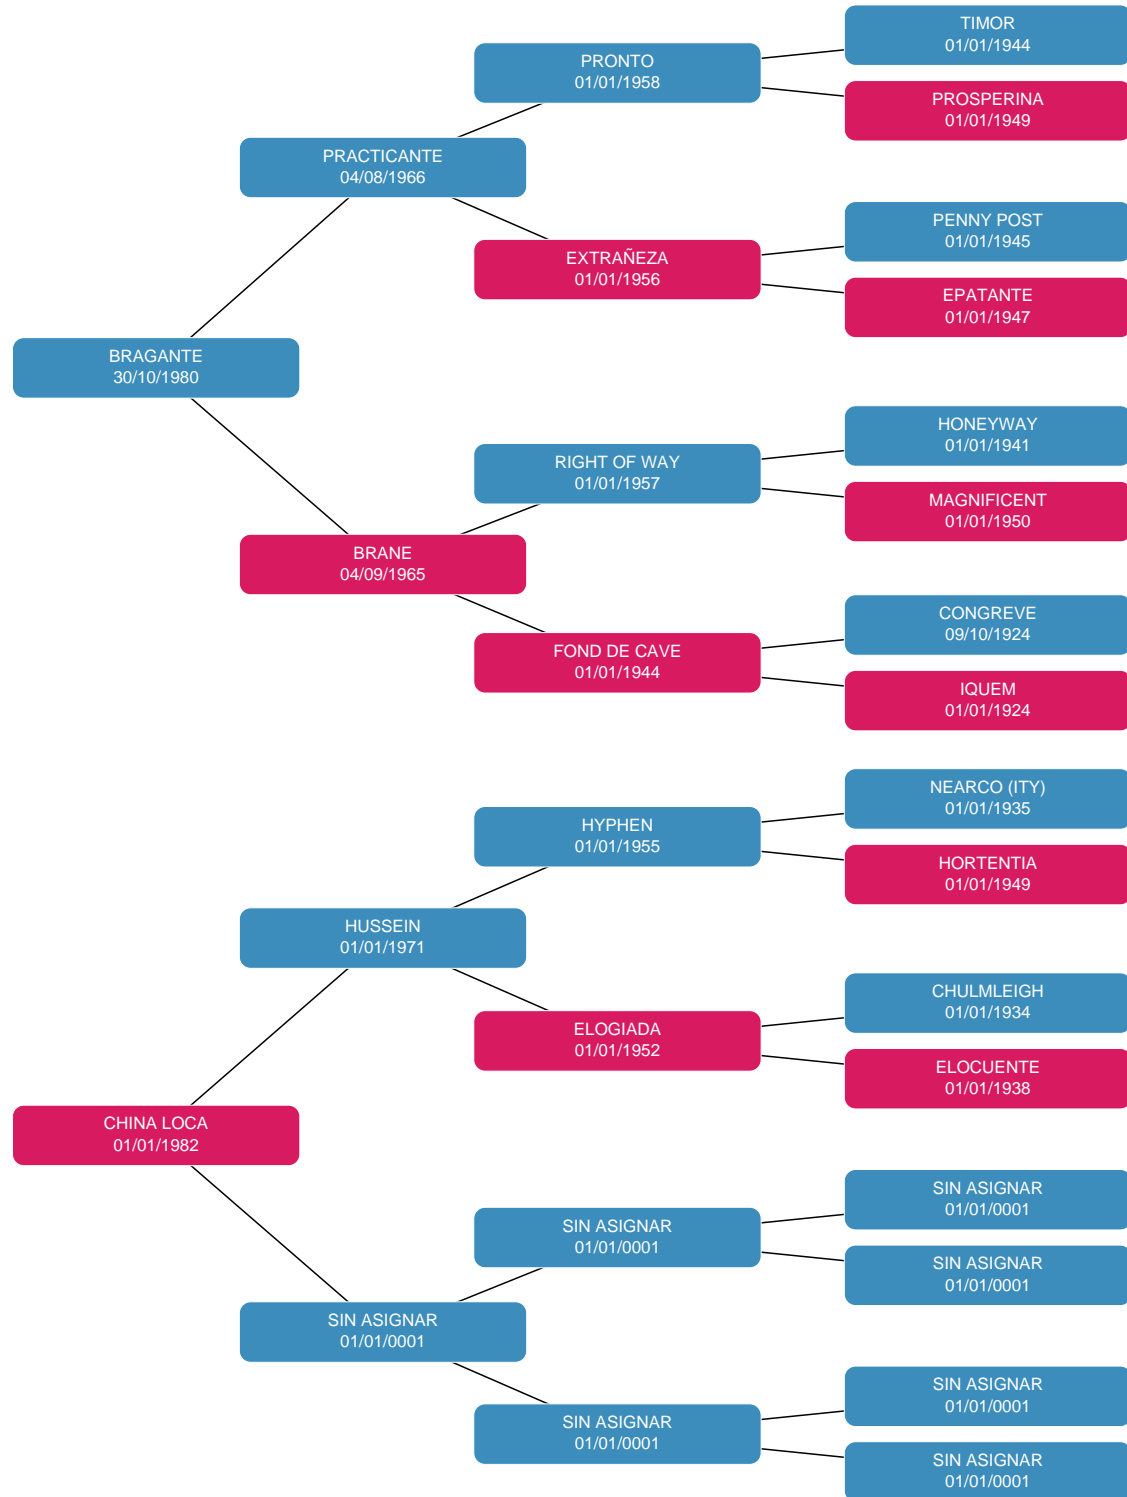 TIMOR
01/01/1944
PRONTO
01/01/1958
PROSPERINA
01/01/1949
PRACTICANTE
04/08/1966
PENNY POST
01/01/1945
EXTRAÑEZA
01/01/1956
EPATANTE
01/01/1947
BRAGANTE
30/10/1980
HONEYWAY
01/01/1941
RIGHT OF WAY
01/01/1957
MAGNIFICENT
01/01/1950
BRANE
04/09/1965
CONGREVE
09/10/1924
FOND DE CAVE
01/01/1944
IQUEM
01/01/1924
NEARCO (ITY)
01/01/1935
HYPHEN
01/01/1955
HORTENTIA
01/01/1949
HUSSEIN
01/01/1971
CHULMLEIGH
01/01/1934
ELOGIADA
01/01/1952
ELOCUENTE
01/01/1938
CHINA LOCA
01/01/1982
SIN ASIGNAR
01/01/0001
SIN ASIGNAR
01/01/0001
SIN ASIGNAR
01/01/0001
SIN ASIGNAR
01/01/0001
SIN ASIGNAR
01/01/0001
SIN ASIGNAR
01/01/0001
SIN ASIGNAR
01/01/0001